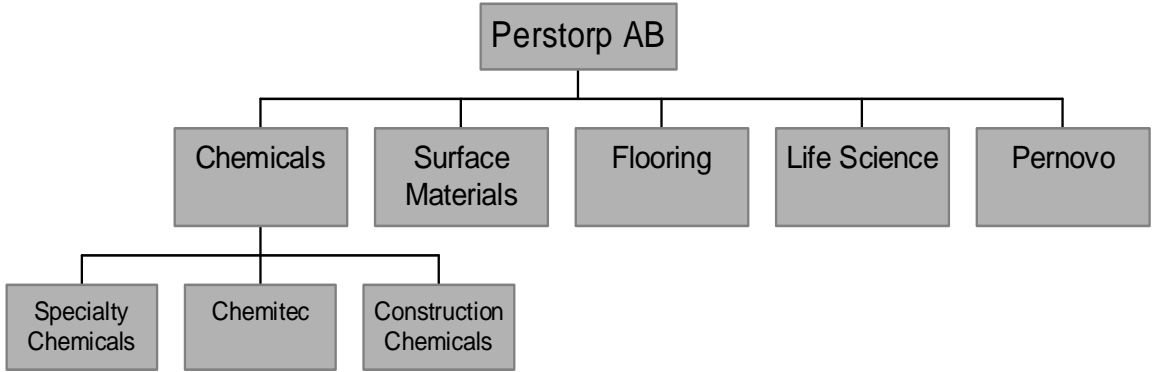 Perstorp AB
Chemicals
Surface
Materials
Flooring
Life Science
Pernovo
Specialty
Chemicals
Chemitec
Construction
Chemicals